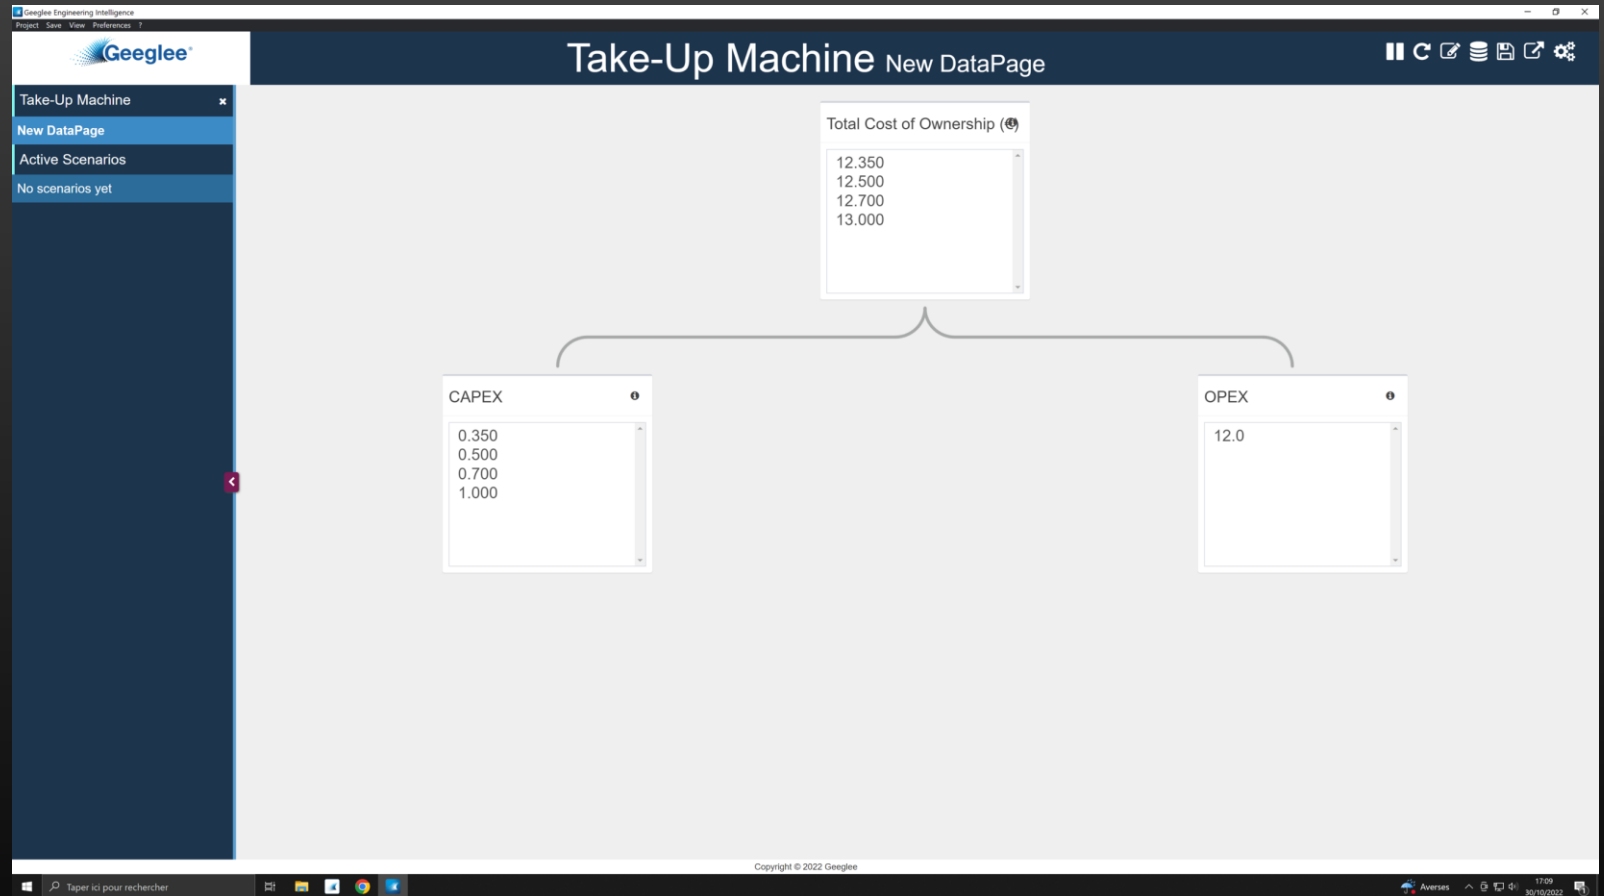 Geeglee Engineering Intelligence
Project Save View Preferences ?
Geeglee®
Take-Up Machine New DataPage
Take-Up Machine
New DataPage
Active Scenarios
No scenarios yet
Total Cost of Ownership (
12.350
12.500
12.700
13.000
CAPEX
0.350
0.500
0.700
1.000
OPEX
12.0
Copyright © 2022 Geeglee
Taper ici pour rechercher
Averses
17:09
30/10/2022